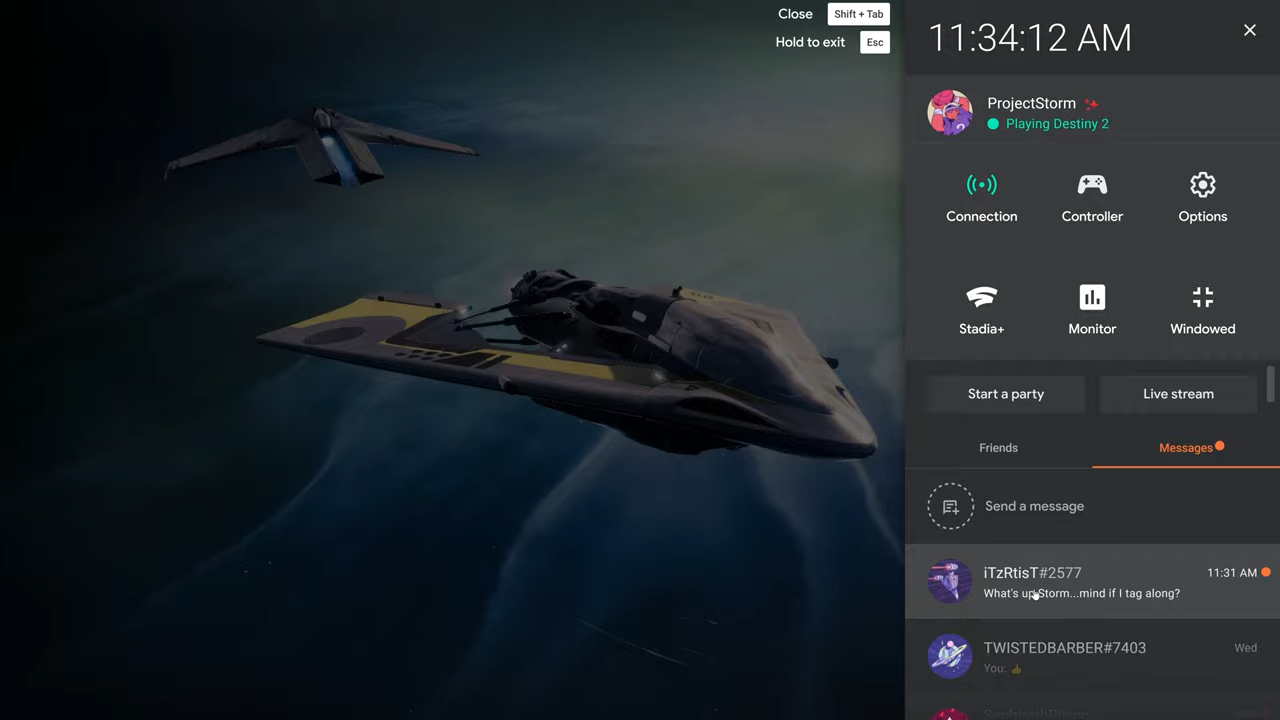 Close Shift + Tab
Hold to exit Esc
11:34:12 AM
ProjectStorm
Playing Destiny 2
Connection Controller Options
Stadia+ Monitor Windowed
Start a party Live stream
Friends Messages
Send a message
iTzRtisT#2577 11:31 AM
What's up Storm...mind if I tag along?
TWISTEDBARBER#7403 Wed
You: 👍